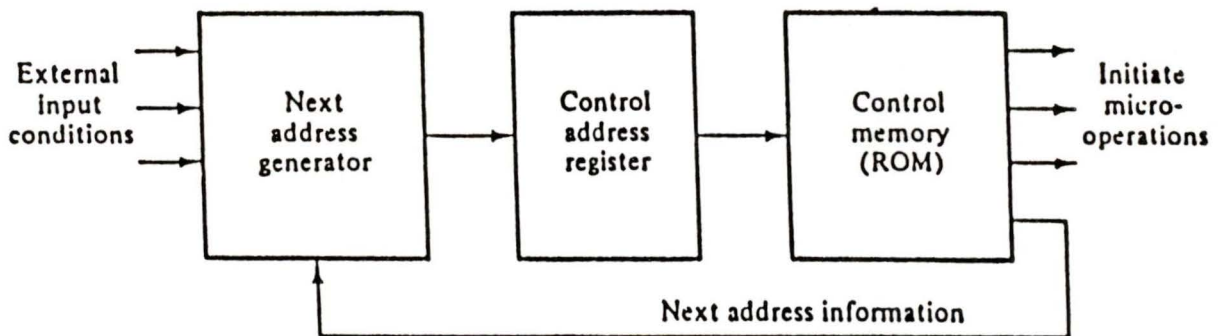 External
input
conditions
Next
address
generator
Control
address
register
Control
memory
(ROM)
Initiate
micro-
operations
Next address information